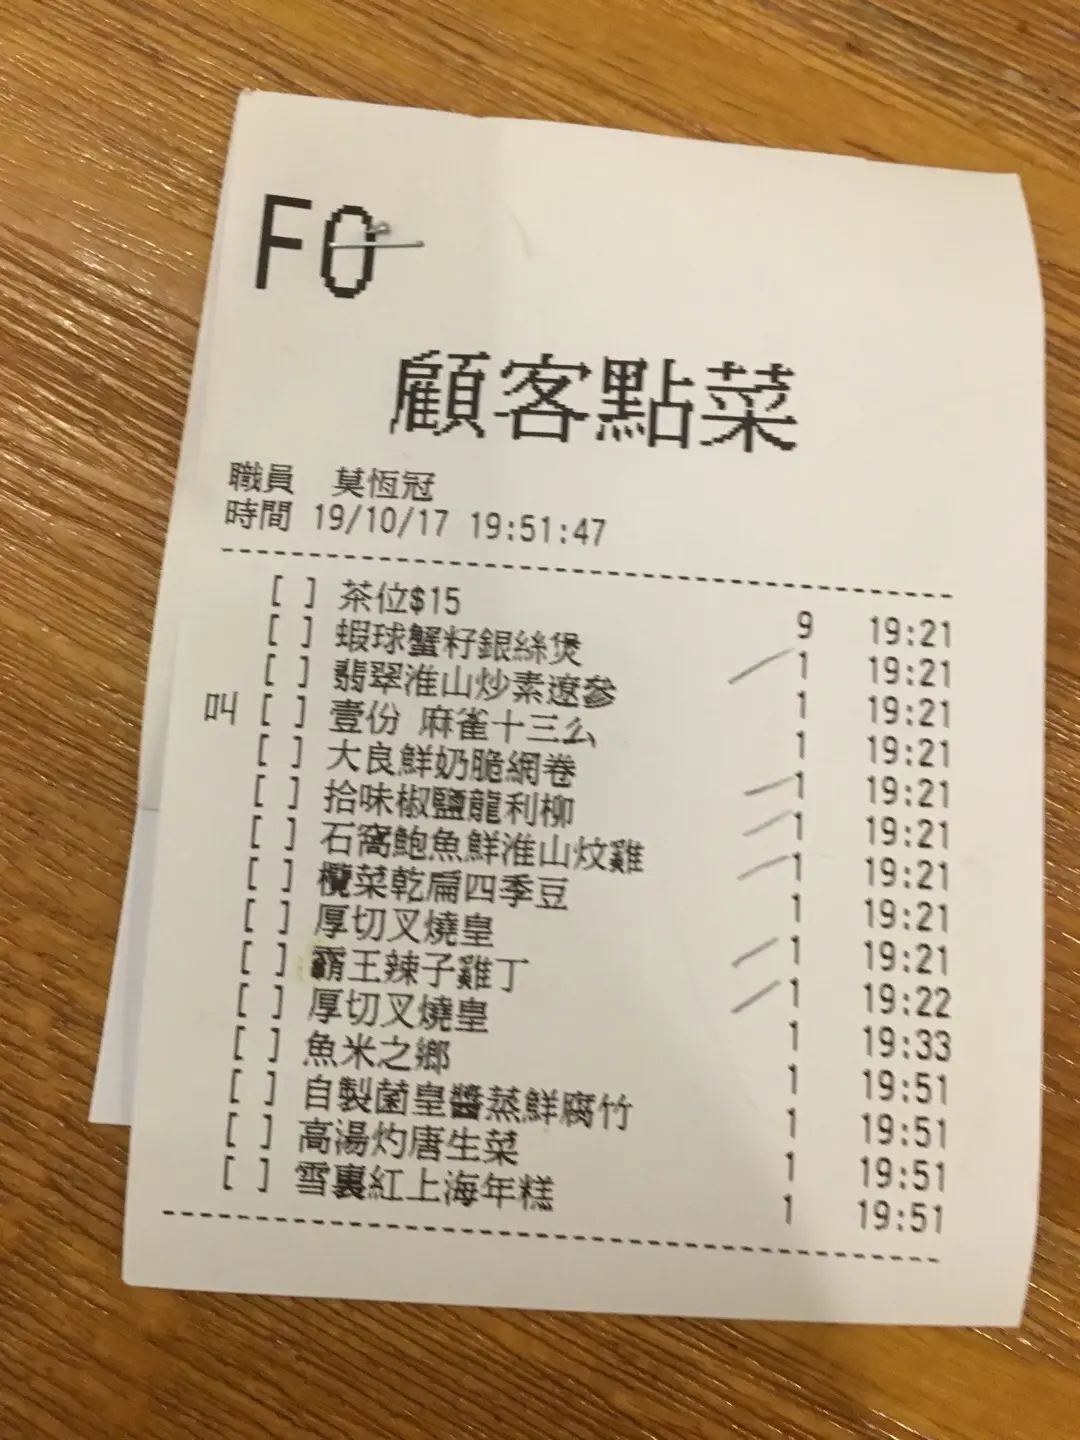 F0
顧客點菜
職員 莫恆冠
時間 19/10/17 19:51:47
[ ] 茶位$15 9 19:21
[ ] 蝦球蟹籽銀絲煲 1 19:21
[ ] 翡翠淮山炒素遼參 1 19:21
叫 [ ] 壹份 麻雀十三么 1 19:21
[ ] 大良鮮奶脆網卷 1 19:21
[ ] 拾味椒鹽龍利柳 1 19:21
[ ] 石窩鮑魚鮮淮山炆雞 1 19:21
[ ] 欖菜乾扁四季豆 1 19:21
[ ] 厚切叉燒皇 1 19:21
[ ] 霸王辣子雞丁 1 19:22
[ ] 厚切叉燒皇 1 19:33
[ ] 魚米之鄉 1 19:51
[ ] 自製菌皇醬蒸鮮腐竹 1 19:51
[ ] 高湯灼唐生菜 1 19:51
[ ] 雪裏紅上海年糕 1 19:51